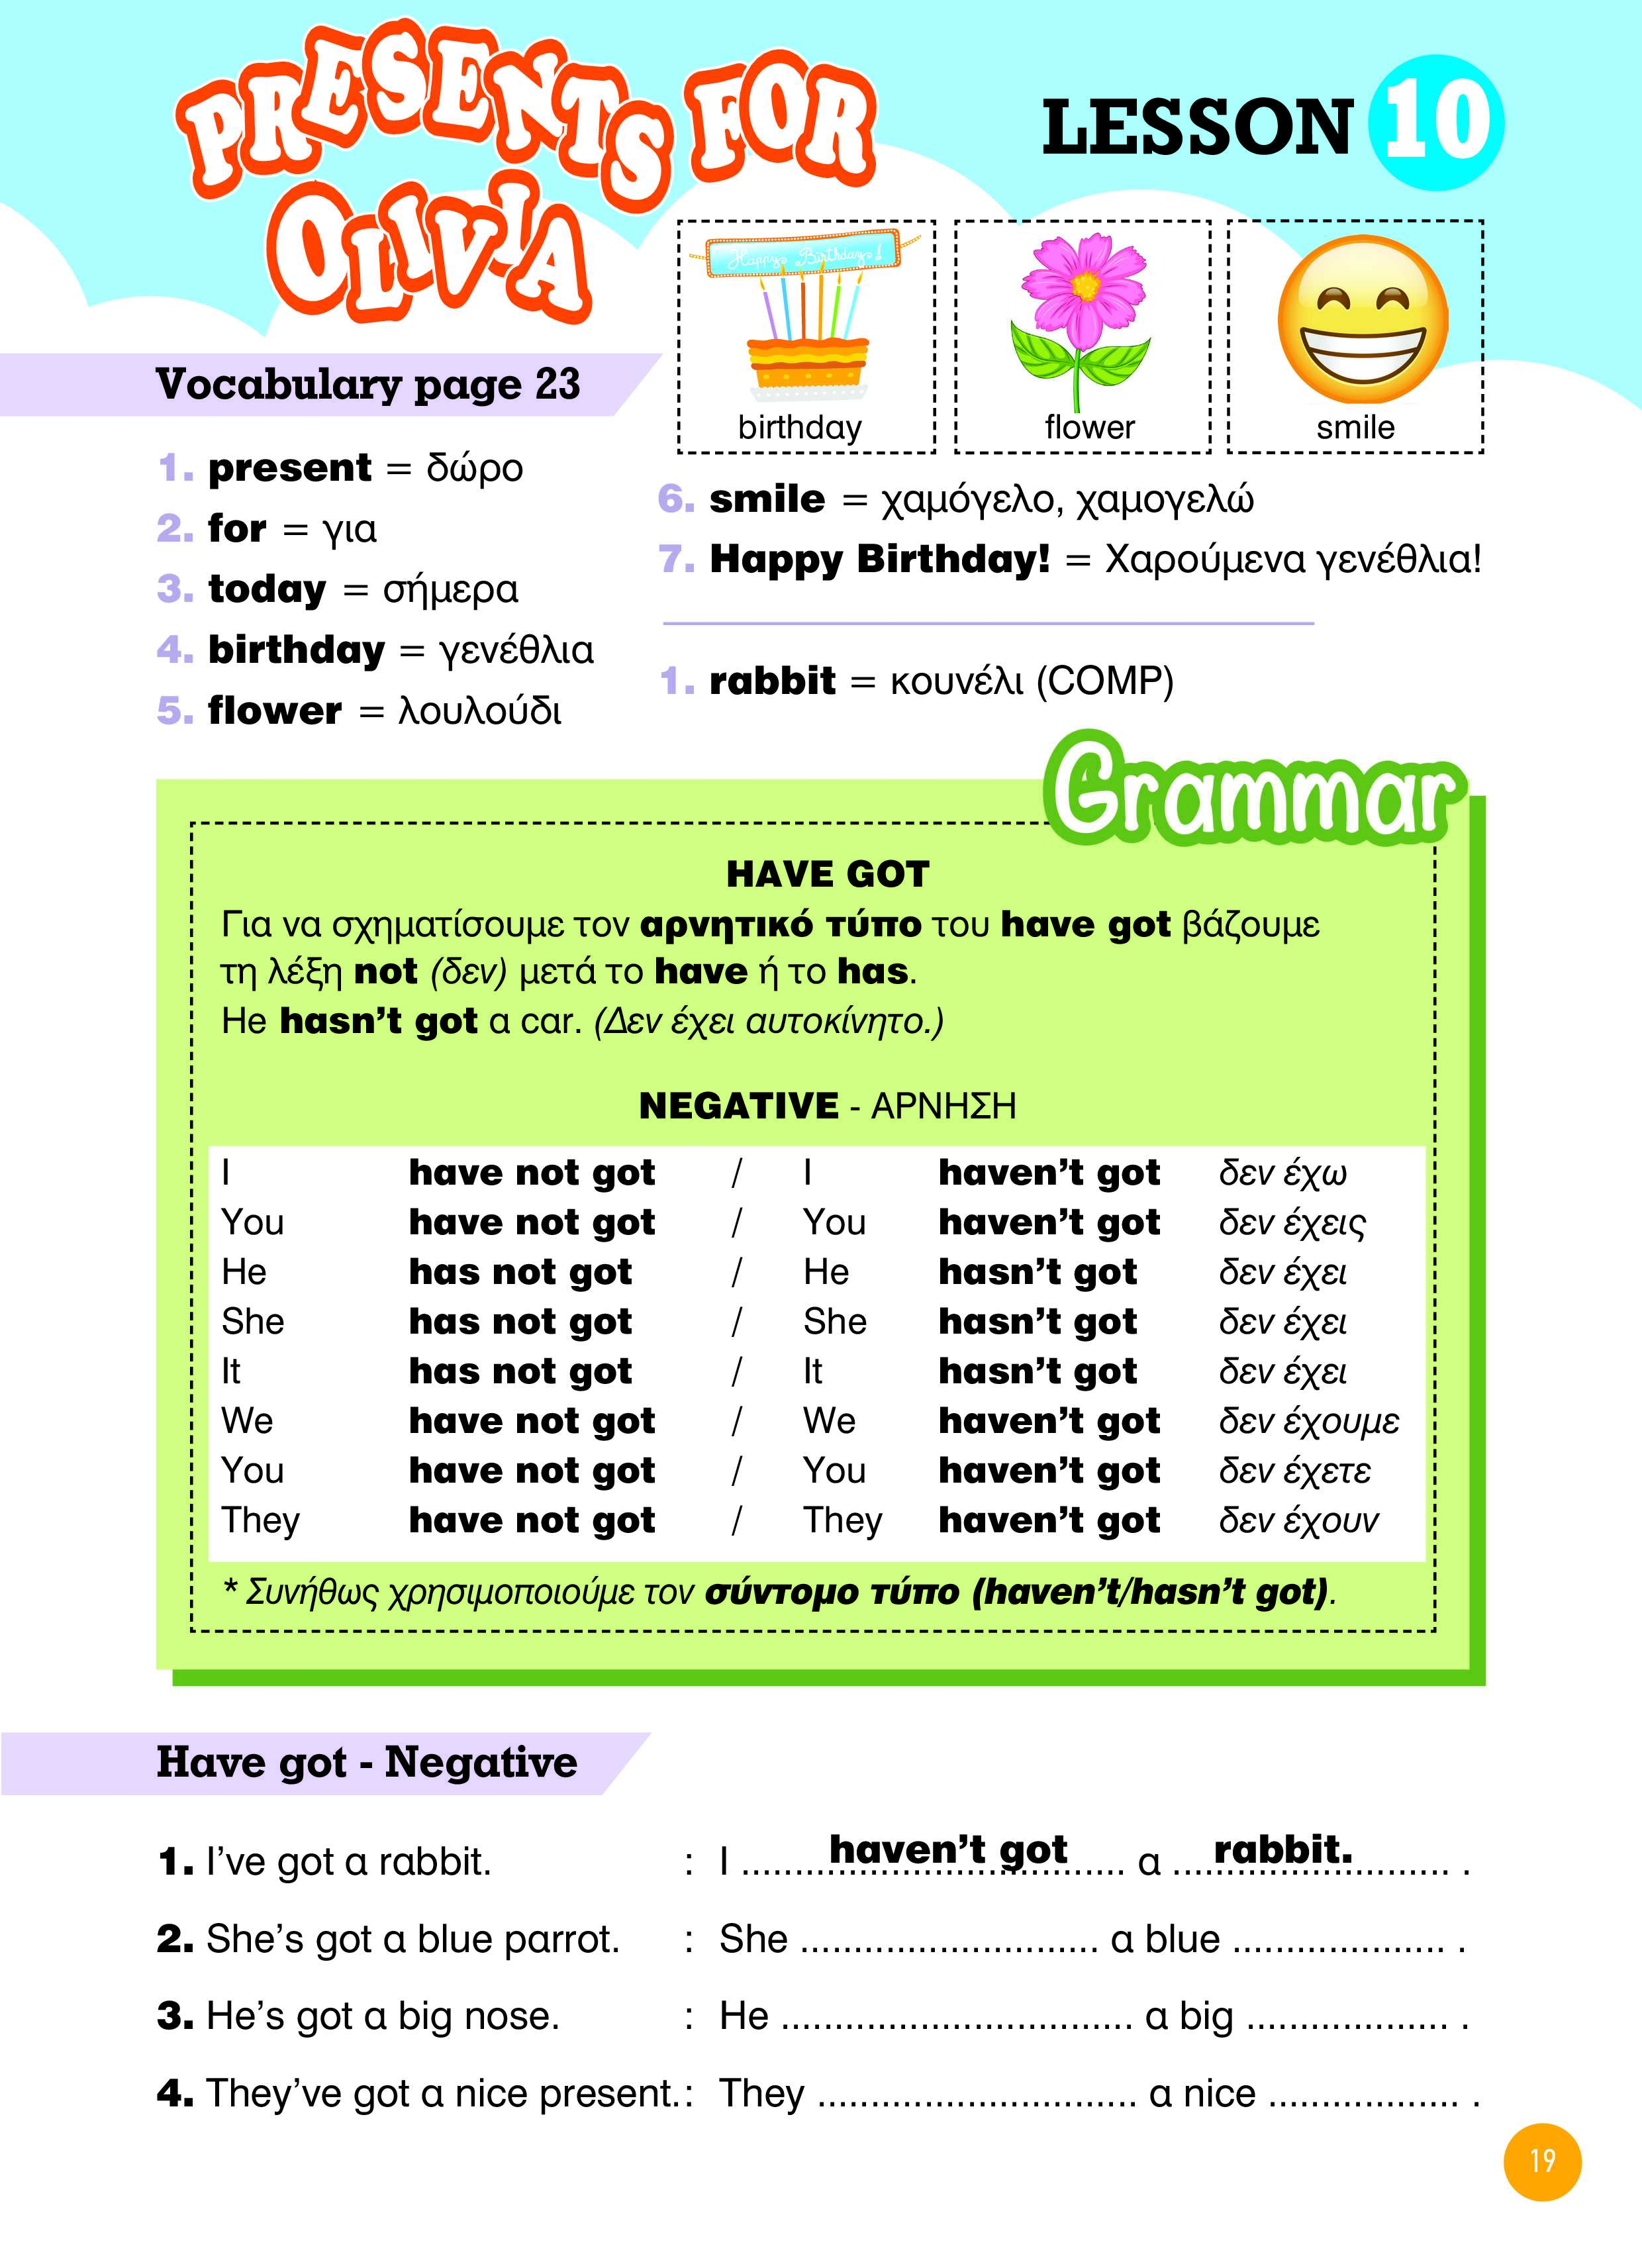 PRESENTS FOR
OLIVIA
LESSON 10
Happy Birthday!
birthday
flower
smile
Vocabulary page 23
1. present = δώρο
2. for = για
3. today = σήμερα
4. birthday = γενέθλια
5. flower = λουλούδι
6. smile = χαμόγελο, χαμογελώ
7. Happy Birthday! = Χαρούμενα γενέθλια!
1. rabbit = κουνέλι (COMP)
Grammar
HAVE GOT
Για να σχηματίσουμε τον αρνητικό τύπο του have got βάζουμε
τη λέξη not (δεν) μετά το have ή το has.
He hasn't got a car. (Δεν έχει αυτοκίνητο.)
NEGATIVE - ΑΡΝΗΣΗ
I have not got / I haven't got δεν έχω
You have not got / You haven't got δεν έχεις
He has not got / He hasn't got δεν έχει
She has not got / She hasn't got δεν έχει
It has not got / It hasn't got δεν έχει
We have not got / We haven't got δεν έχουμε
You have not got / You haven't got δεν έχετε
They have not got / They haven't got δεν έχουν
* Συνήθως χρησιμοποιούμε τον σύντομο τύπο (haven't/hasn't got).
Have got - Negative
1. I've got a rabbit. : I haven't got a rabbit. .
2. She's got a blue parrot. : She ............................ a blue .................... .
3. He's got a big nose. : He ................................. a big ................... .
4. They've got a nice present. : They .............................. a nice .................. .
19